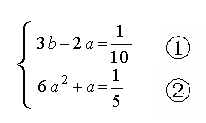 3b−2a=1/10 ①
6a²+a=1/5 ②